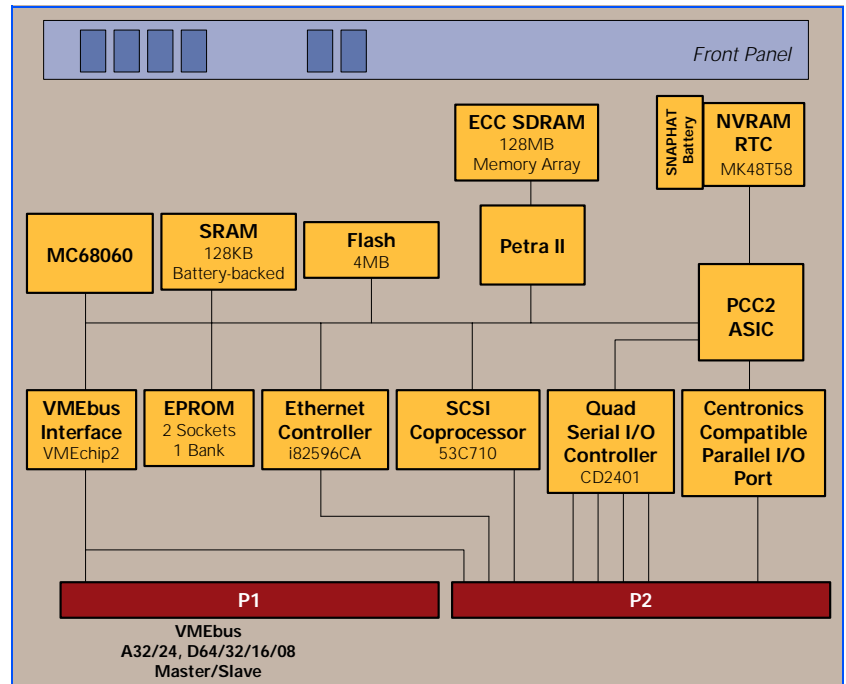 Front Panel
ECC SDRAM
128MB
Memory Array
SNAPHAT
Battery
NVRAM
RTC
MK48T58
MC68060
SRAM
128KB
Battery-backed
Flash
4MB
Petra II
PCC2
ASIC
VMEbus
Interface
VMEchip2
EPROM
2 Sockets
1 Bank
Ethernet
Controller
i82596CA
SCSI
Coprocessor
53C710
Quad
Serial I/O
Controller
CD2401
Centronics
Compatible
Parallel I/O
Port
P1
P2
VMEbus
A32/24, D64/32/16/08
Master/Slave